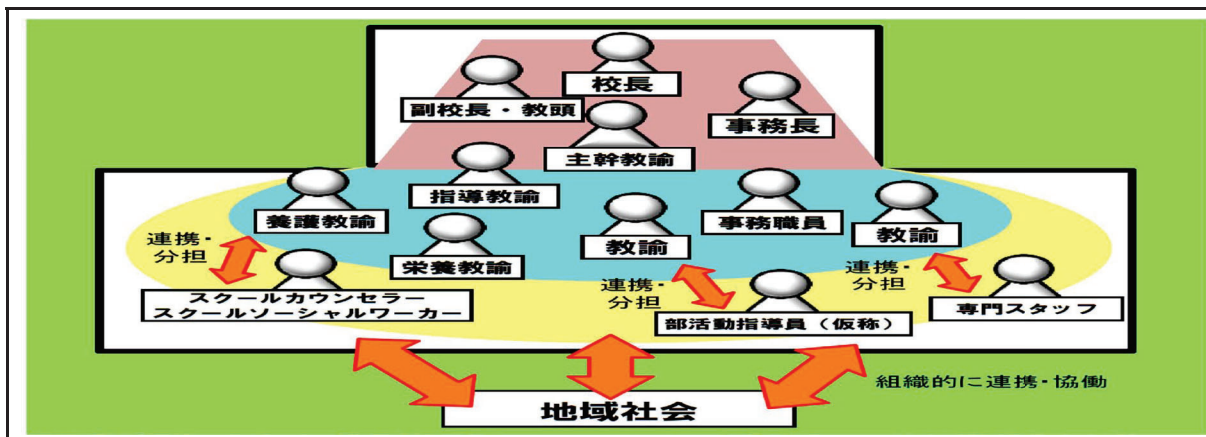 校長
副校長・教頭
事務長
主幹教諭
指導教諭
養護教諭
事務職員
教諭
教諭
連携・
分担
栄養教諭
連携・
分担
連携・
分担
スクールカウンセラー
スクールソーシャルワーカー
部活動指導員（仮称）
専門スタッフ
組織的に連携・協働
地域社会